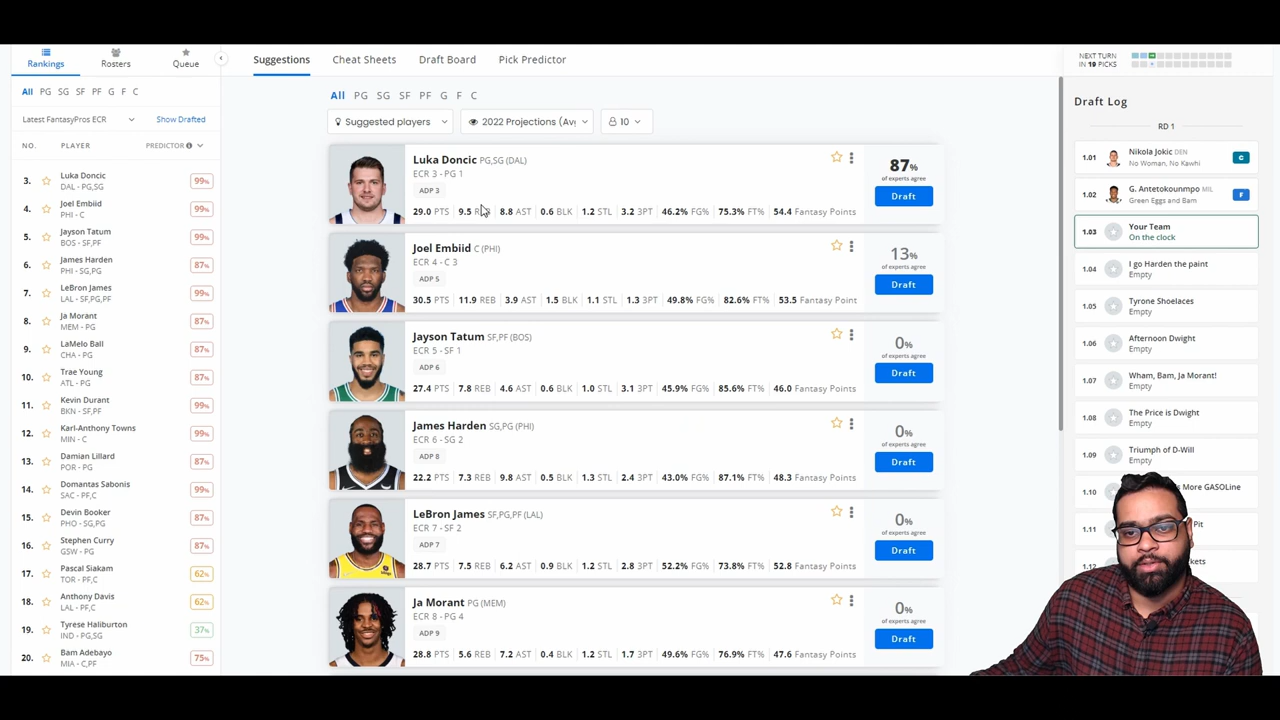 Rankings
Rosters
Queue
All PG SG SF PF G F C
Latest FantasyPros ECR
Show Drafted
NO. PLAYER PREDICTOR
3. Luka Doncic 99%
DAL - PG,SG
4. Joel Embiid 99%
PHI - C
5. Jayson Tatum 99%
BOS - SF,PF
6. James Harden 87%
PHI - SG,PG
7. LeBron James 99%
LAL - SF,PG,PF
8. Ja Morant 87%
MEM - PG
9. LaMelo Ball 87%
CHA - PG
10. Trae Young 87%
ATL - PG
11. Kevin Durant 99%
BKN - SF,PF
12. Karl-Anthony Towns 99%
MIN - C
13. Damian Lillard 87%
POR - PG
14. Domantas Sabonis 99%
SAC - PF,C
15. Devin Booker 87%
PHO - SG,PG
16. Stephen Curry 87%
GSW - PG
17. Pascal Siakam 62%
TOR - PF,C
18. Anthony Davis 62%
LAL - PF,C
19. Tyrese Haliburton 37%
IND - PG,SG
20. Bam Adebayo 75%
MIA - C,PF
Suggestions Cheat Sheets Draft Board Pick Predictor
All PG SG SF PF G F C
Suggested players
2022 Projections (Avg
10
Luka Doncic PG,SG (DAL)
ECR 3 - PG 1
ADP 3
29.0 PTS 9.5 8.8 AST 0.6 BLK 1.2 STL 3.2 3PT 46.2% FG% 75.3% FT% 54.4 Fantasy Points
87%
of experts agree
Draft
Joel Embiid C (PHI)
ECR 4 - C 3
ADP 5
30.5 PTS 11.9 REB 3.9 AST 1.5 BLK 1.1 STL 1.3 3PT 49.8% FG% 82.6% FT% 53.5 Fantasy Point
13%
of experts agree
Draft
Jayson Tatum SF,PF (BOS)
ECR 5 - SF 1
ADP 6
27.4 PTS 7.8 REB 4.6 AST 0.6 BLK 1.0 STL 3.1 3PT 45.9% FG% 85.6% FT% 46.0 Fantasy Points
0%
of experts agree
Draft
James Harden SG,PG (PHI)
ECR 6 - SG 2
ADP 8
22.2 PTS 7.3 REB 9.8 AST 0.5 BLK 1.3 STL 2.4 3PT 43.0% FG% 87.1% FT% 48.3 Fantasy Points
0%
of experts agree
Draft
LeBron James SF,PG,PF (LAL)
ECR 7 - SF 2
ADP 7
28.7 PTS 7.5 REB 6.2 AST 0.9 BLK 1.2 STL 2.8 3PT 52.2% FG% 73.8% FT% 52.8 Fantasy Points
0%
of experts agree
Draft
Ja Morant PG (MEM)
ECR 8 - PG 4
ADP 9
28.8 PTS 5.6 REB 7.2 AST 0.4 BLK 1.2 STL 1.7 3PT 49.6% FG% 76.9% FT% 47.6 Fantasy Points
0%
of experts agree
Draft
NEXT TURN
IN 19 PICKS
Draft Log
RD 1
1.01 Nikola Jokic DEN C
No Woman, No Kawhi
1.02 G. Antetokounmpo MIL F
Green Eggs and Bam
1.03 Your Team
On the clock
1.04 I go Harden the paint
Empty
1.05 Tyrone Shoelaces
Empty
1.06 Afternoon Dwight
Empty
1.07 Wham, Bam, Ja Morant!
Empty
1.08 The Price is Dwight
Empty
1.09 Triumph of D-Will
Empty
1.10 More GASOLine
1.11 Pit
1.12